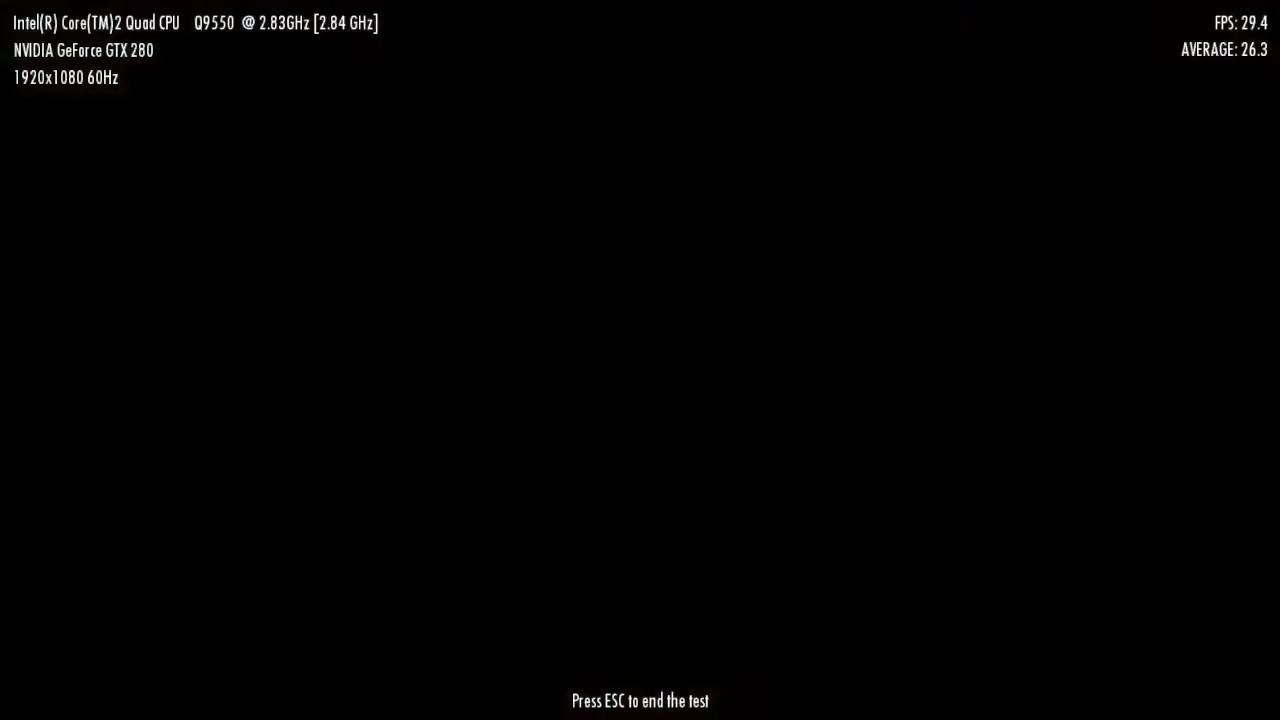 Intel(R) Core(TM)2 Quad CPU    Q9550  @ 2.83GHz [2.84 GHz]
FPS: 29.4
NVIDIA GeForce GTX 280
AVERAGE: 26.3
1920x1080 60Hz
Press ESC to end the test